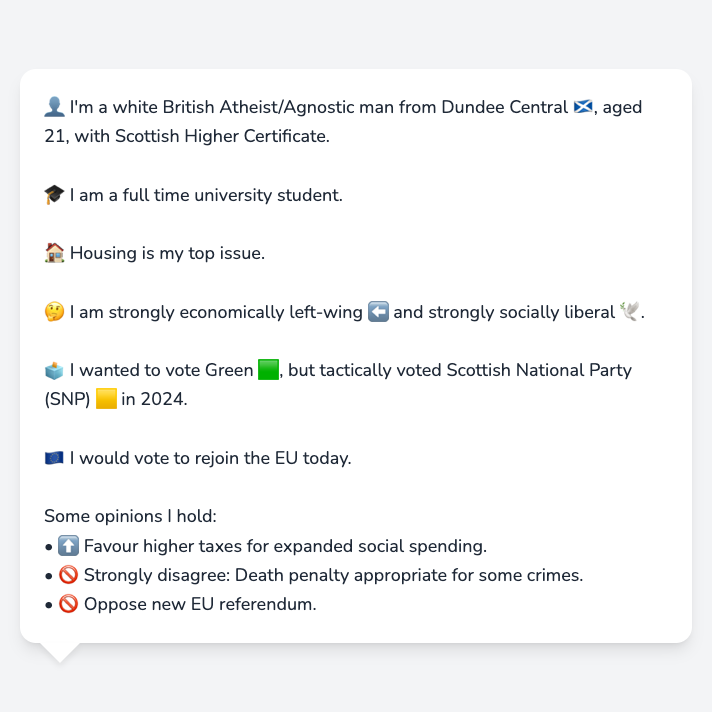 👤 I'm a white British Atheist/Agnostic man from Dundee Central 🏴󠁧󠁢󠁳󠁣󠁴󠁿, aged
21, with Scottish Higher Certificate.
🎓 I am a full time university student.
🏠 Housing is my top issue.
🤔 I am strongly economically left-wing ⬅️ and strongly socially liberal 🕊️.
🗳️ I wanted to vote Green 🟩, but tactically voted Scottish National Party
(SNP) 🟨 in 2024.
🇪🇺 I would vote to rejoin the EU today.
Some opinions I hold:
• ⬆️ Favour higher taxes for expanded social spending.
• 🚫 Strongly disagree: Death penalty appropriate for some crimes.
• 🚫 Oppose new EU referendum.